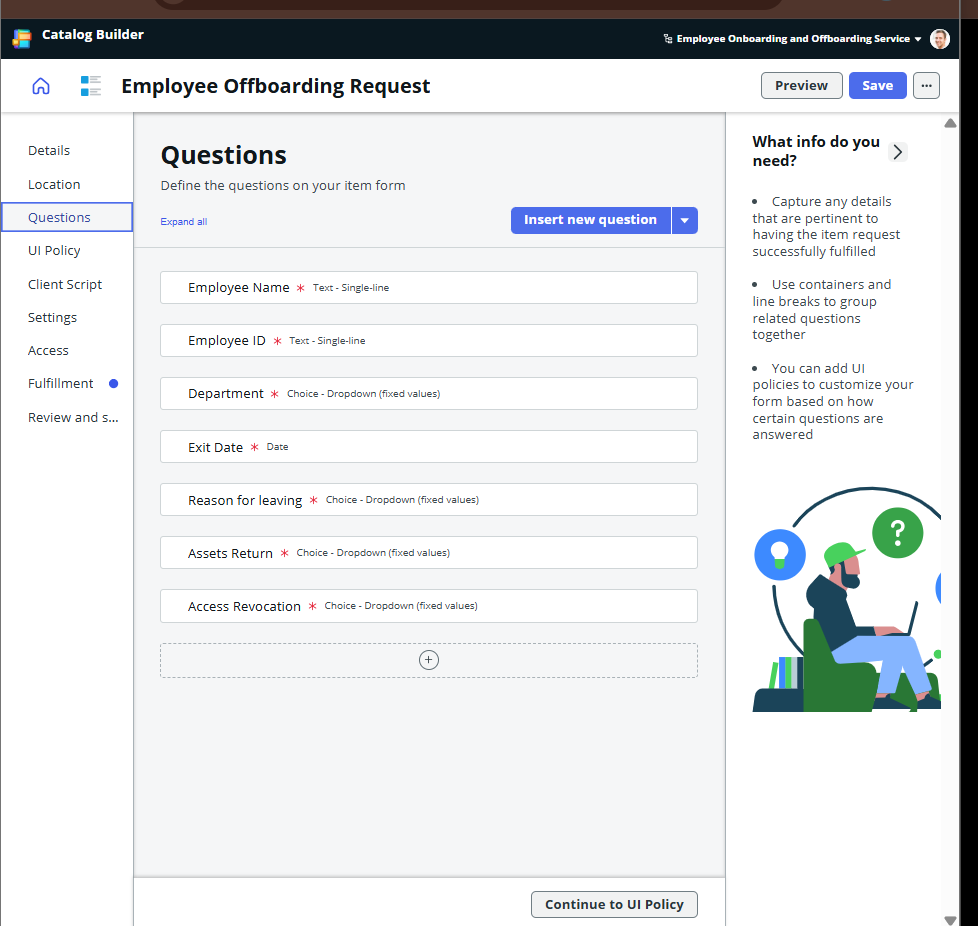 Catalog Builder
Employee Onboarding and Offboarding Service
Employee Offboarding Request
Preview
Save
...
Details
Location
Questions
UI Policy
Client Script
Settings
Access
Fulfillment
Review and s...
Questions
Define the questions on your item form
Expand all
Insert new question
Employee Name * Text - Single-line
Employee ID * Text - Single-line
Department * Choice - Dropdown (fixed values)
Exit Date * Date
Reason for leaving * Choice - Dropdown (fixed values)
Assets Return * Choice - Dropdown (fixed values)
Access Revocation * Choice - Dropdown (fixed values)
+
Continue to UI Policy
What info do you
need?
• Capture any details
that are pertinent to
having the item request
successfully fulfilled
• Use containers and
line breaks to group
related questions
together
• You can add UI
policies to customize your
form based on how
certain questions are
answered
?